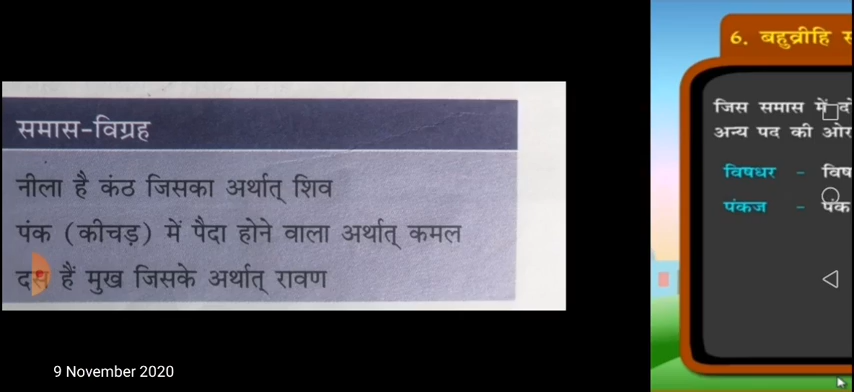 समास-विग्रह
नीला है कंठ जिसका अर्थात् शिव
पंक (कीचड़) में पैदा होने वाला अर्थात् कमल
दस हैं मुख जिसके अर्थात् रावण
9 November 2020
6. बहुव्रीहि स
जिस समास में दो
अन्य पद की ओर
विषधर - विष
पंकज - पंक